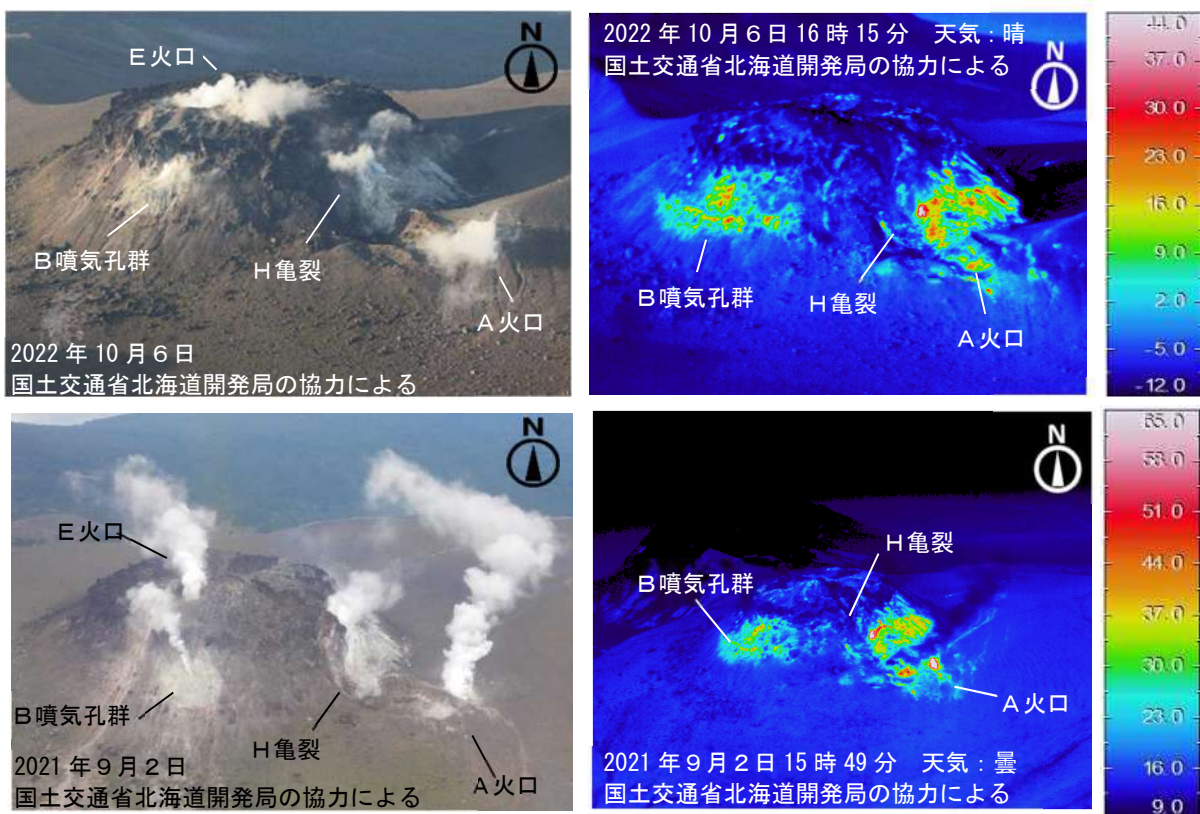 N
E火口
B噴気孔群
H亀裂
A火口
2022年10月6日
国土交通省北海道開発局の協力による
2022年10月6日16時15分 天気:晴
国土交通省北海道開発局の協力による
N
B噴気孔群
H亀裂
A火口
44.0
37.0
30.0
23.0
16.0
9.0
2.0
-5.0
-12.0
N
E火口
B噴気孔群
H亀裂
A火口
2021年9月2日
国土交通省北海道開発局の協力による
N
H亀裂
B噴気孔群
A火口
2021年9月2日15時49分 天気:曇
国土交通省北海道開発局の協力による
65.0
58.0
51.0
44.0
37.0
30.0
23.0
16.0
9.0